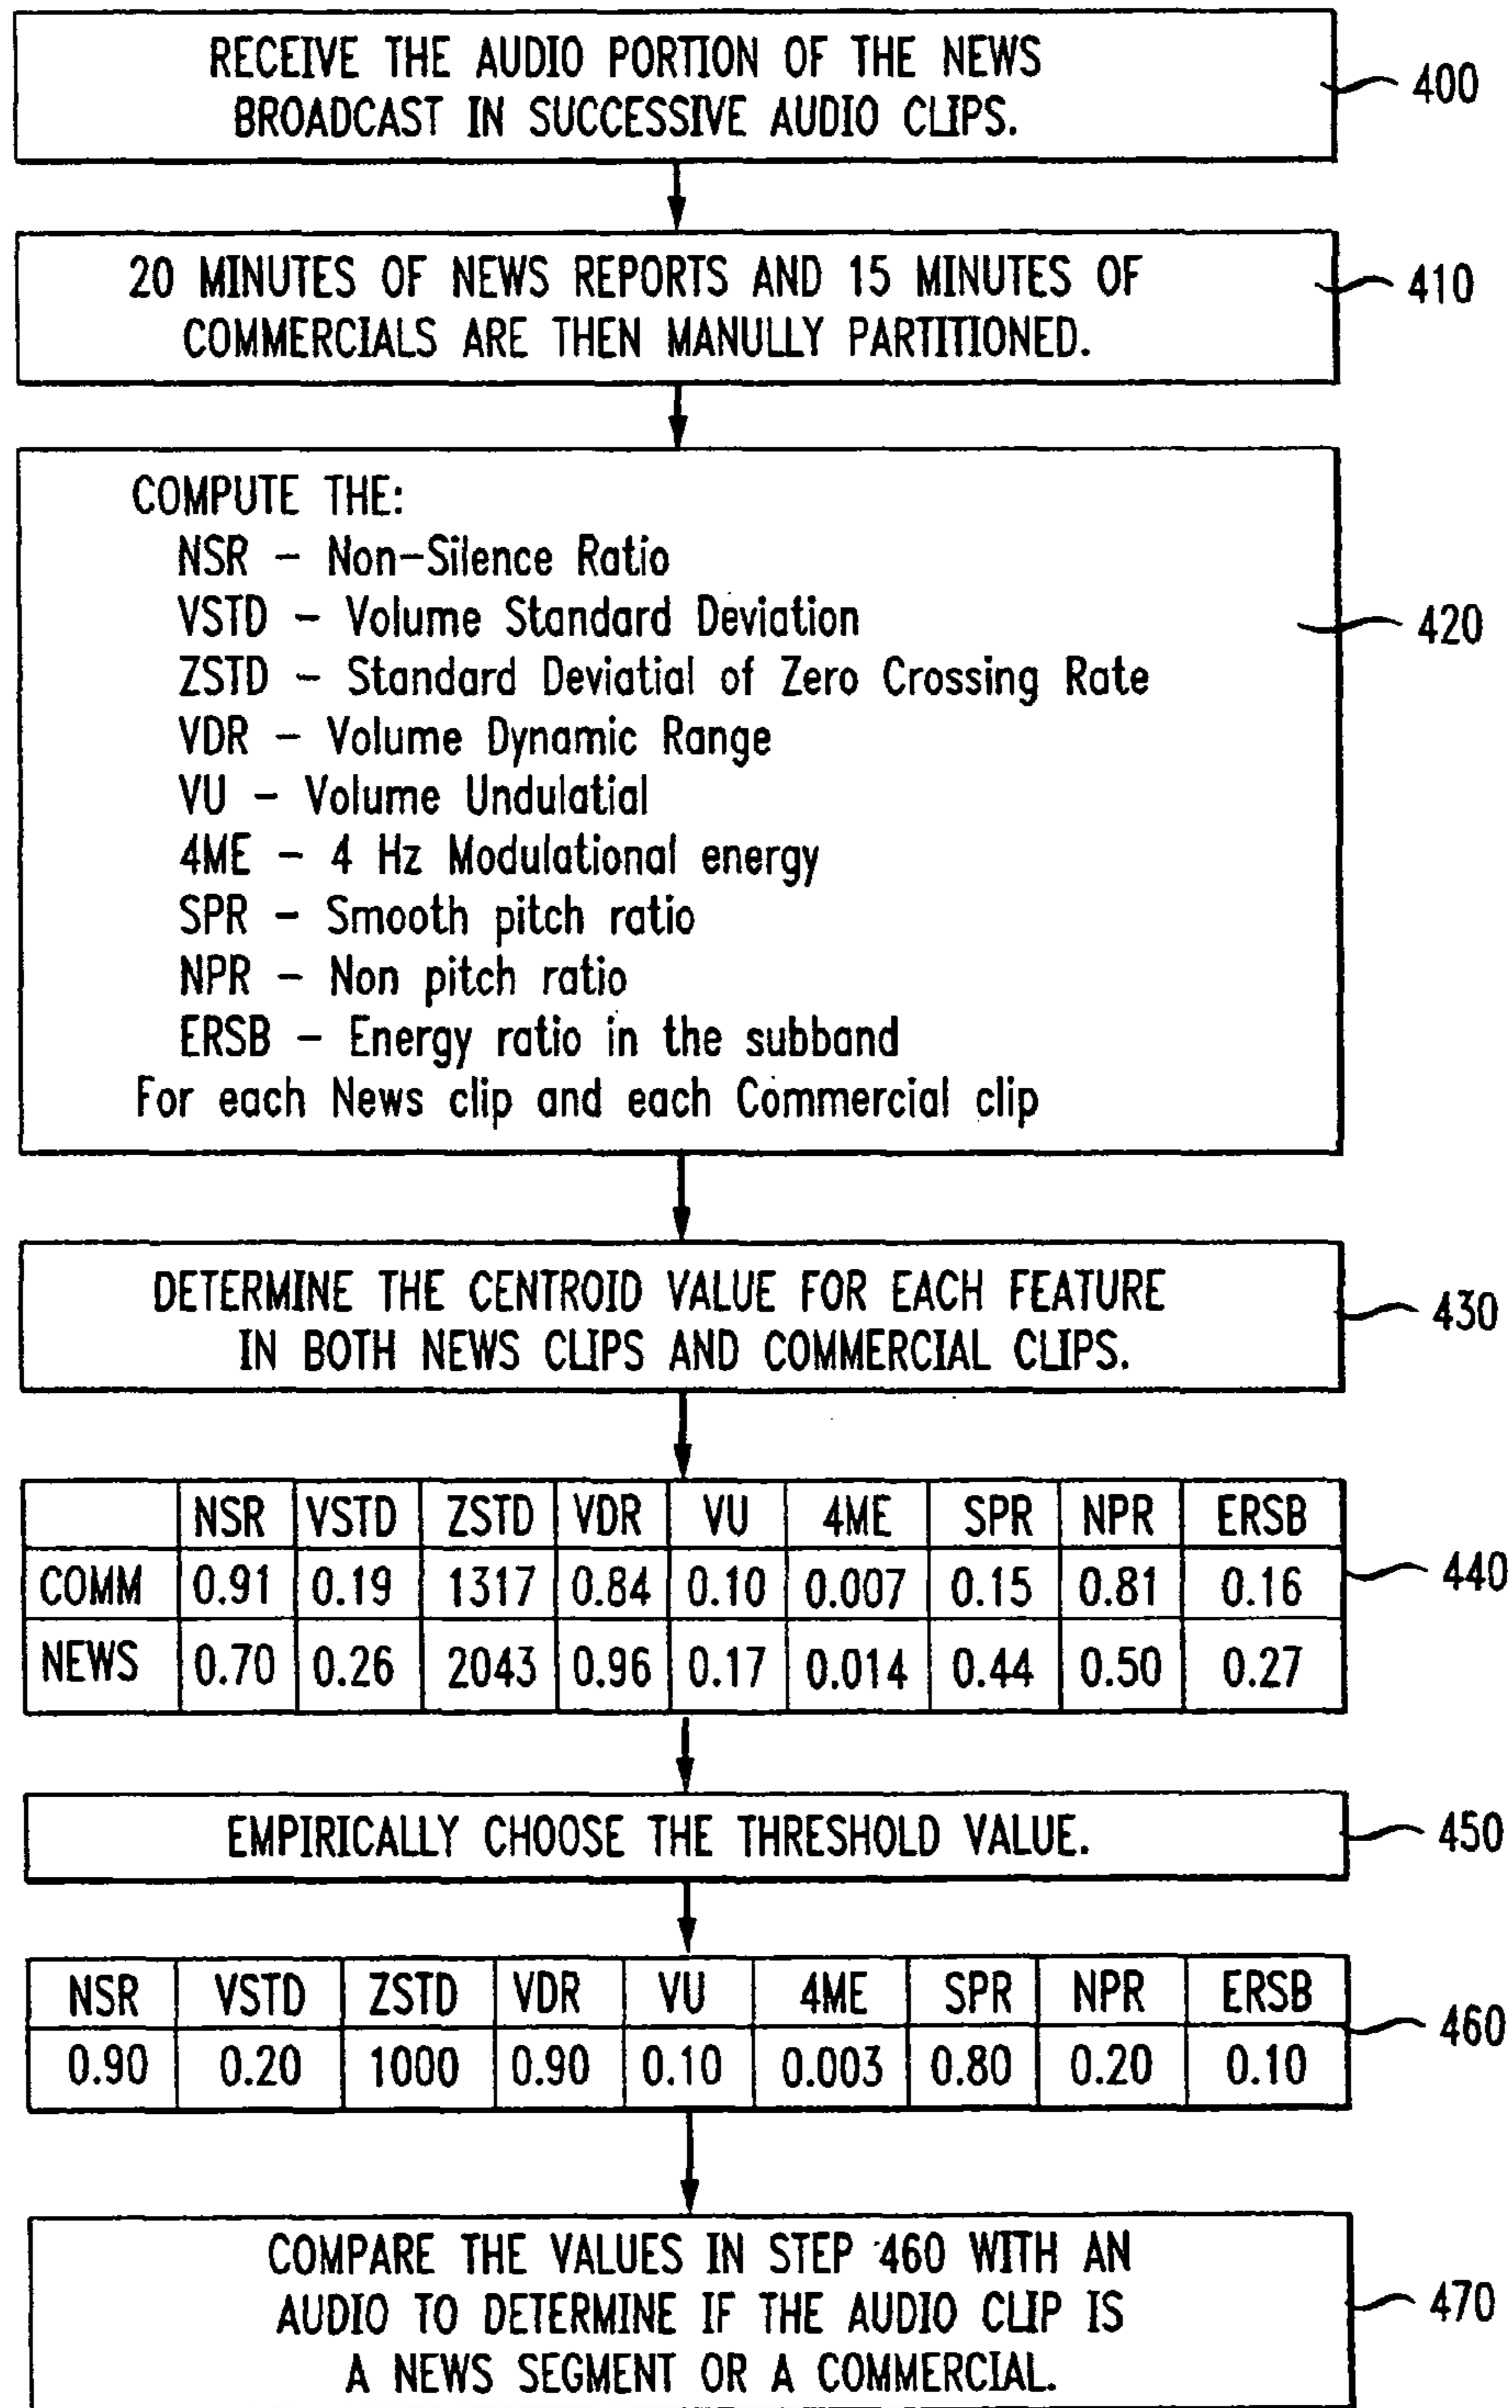 RECEIVE THE AUDIO PORTION OF THE NEWS
BROADCAST IN SUCCESSIVE AUDIO CLIPS.
400
20 MINUTES OF NEWS REPORTS AND 15 MINUTES OF
COMMERCIALS ARE THEN MANULLY PARTITIONED.
410
COMPUTE THE:
NSR – Non-Silence Ratio
VSTD – Volume Standard Deviation
ZSTD – Standard Deviatial of Zero Crossing Rate
VDR – Volume Dynamic Range
VU – Volume Undulatial
4ME – 4 Hz Modulational energy
SPR – Smooth pitch ratio
NPR – Non pitch ratio
ERSB – Energy ratio in the subband
For each News clip and each Commercial clip
420
DETERMINE THE CENTROID VALUE FOR EACH FEATURE
IN BOTH NEWS CLIPS AND COMMERCIAL CLIPS.
430
NSR VSTD ZSTD VDR VU 4ME SPR NPR ERSB
COMM 0.91 0.19 1317 0.84 0.10 0.007 0.15 0.81 0.16
NEWS 0.70 0.26 2043 0.96 0.17 0.014 0.44 0.50 0.27
440
EMPIRICALLY CHOOSE THE THRESHOLD VALUE.
450
NSR VSTD ZSTD VDR VU 4ME SPR NPR ERSB
0.90 0.20 1000 0.90 0.10 0.003 0.80 0.20 0.10
460
COMPARE THE VALUES IN STEP 460 WITH AN
AUDIO TO DETERMINE IF THE AUDIO CLIP IS
A NEWS SEGMENT OR A COMMERCIAL.
470